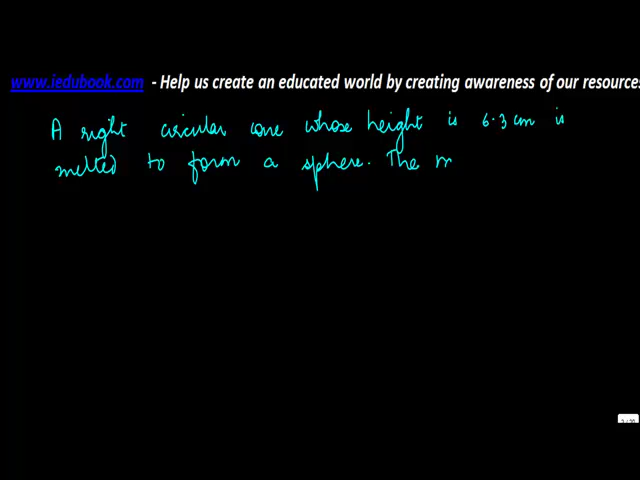 www.iedubook.com - Help us create an educated world by creating awareness of our resources
A right circular cone whose height is 6.3 cm is
melted to form a sphere. The